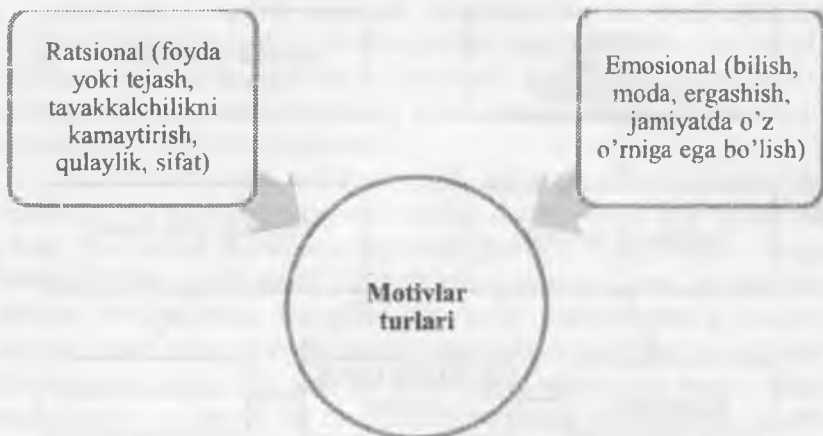 Ratsional (foyda
yoki tejash,
tavakkalchilikni
kamaytirish,
qulaylik, sifat)
Emosional (bilish,
moda, ergashish,
jamiyatda o'z
o'rniga ega bo'lish)
Motivlar
turlari